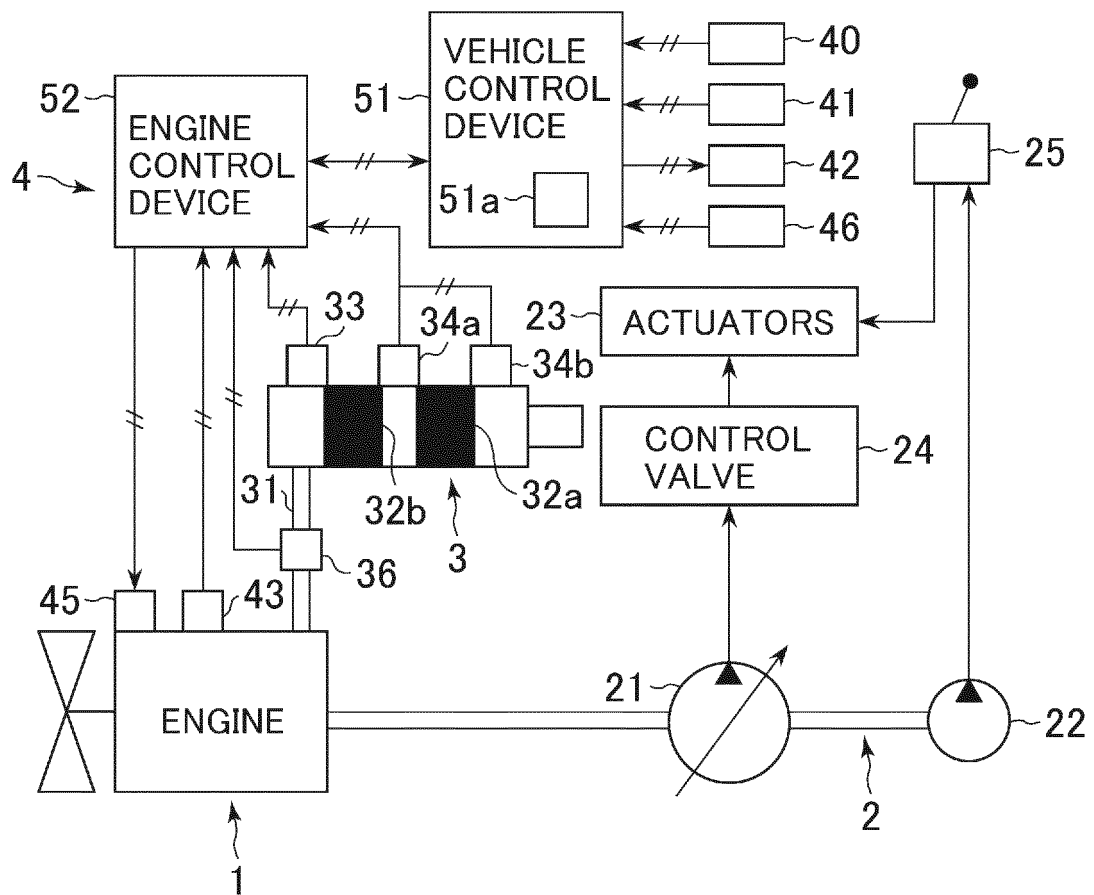 VEHICLE
CONTROL
DEVICE
40
52
51
41
ENGINE
CONTROL
DEVICE
25
4
42
51a
46
33
34a
23
ACTUATORS
34b
CONTROL
VALVE
24
31
32b
32a
3
36
45
43
21
ENGINE
22
2
1